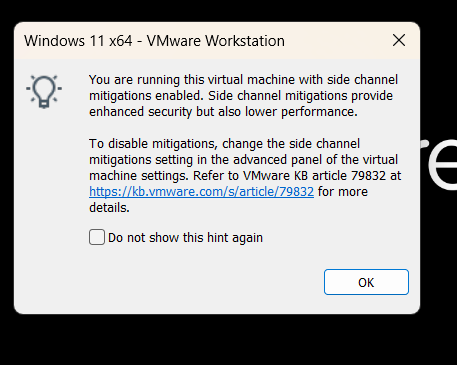 Windows 11 x64 - VMware Workstation
You are running this virtual machine with side channel
mitigations enabled. Side channel mitigations provide
enhanced security but also lower performance.
To disable mitigations, change the side channel
mitigations setting in the advanced panel of the virtual
machine settings. Refer to VMware KB article 79832 at
https://kb.vmware.com/s/article/79832 for more
details.
re
Do not show this hint again
OK